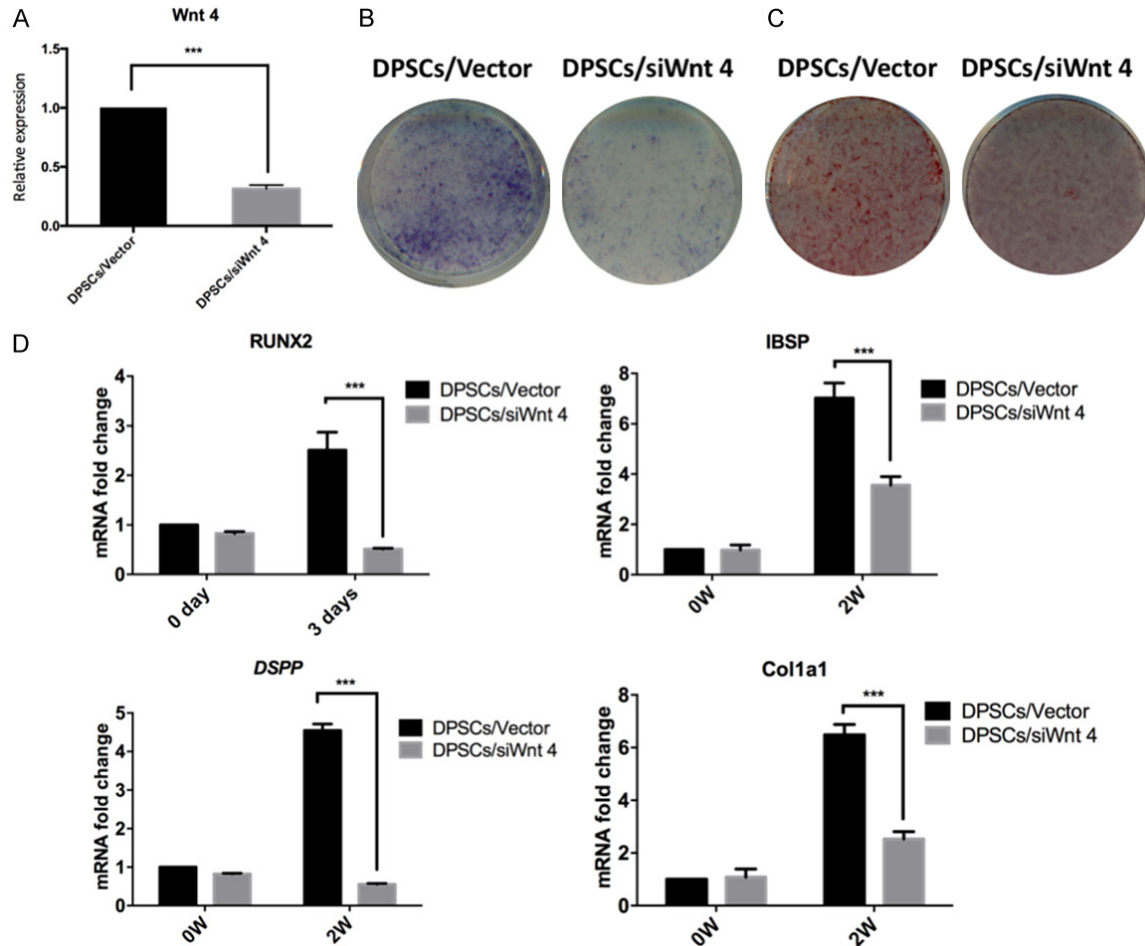 A
Wnt 4
Relative expression
1.5
1.0
0.5
0.0
***
DPSCs/Vector
DPSCs/siWnt 4
B
DPSCs/Vector
DPSCs/siWnt 4
C
DPSCs/Vector
DPSCs/siWnt 4
D
RUNX2
mRNA fold change
4
3
2
1
0
***
0 day
3 days
DPSCs/Vector
DPSCs/siWnt 4
IBSP
mRNA fold change
8
6
4
2
0
***
0W
2W
DPSCs/Vector
DPSCs/siWnt 4
DSPP
mRNA fold change
5
4
3
2
1
0
***
0W
2W
DPSCs/Vector
DPSCs/siWnt 4
Col1a1
mRNA fold change
8
6
4
2
0
***
0W
2W
DPSCs/Vector
DPSCs/siWnt 4